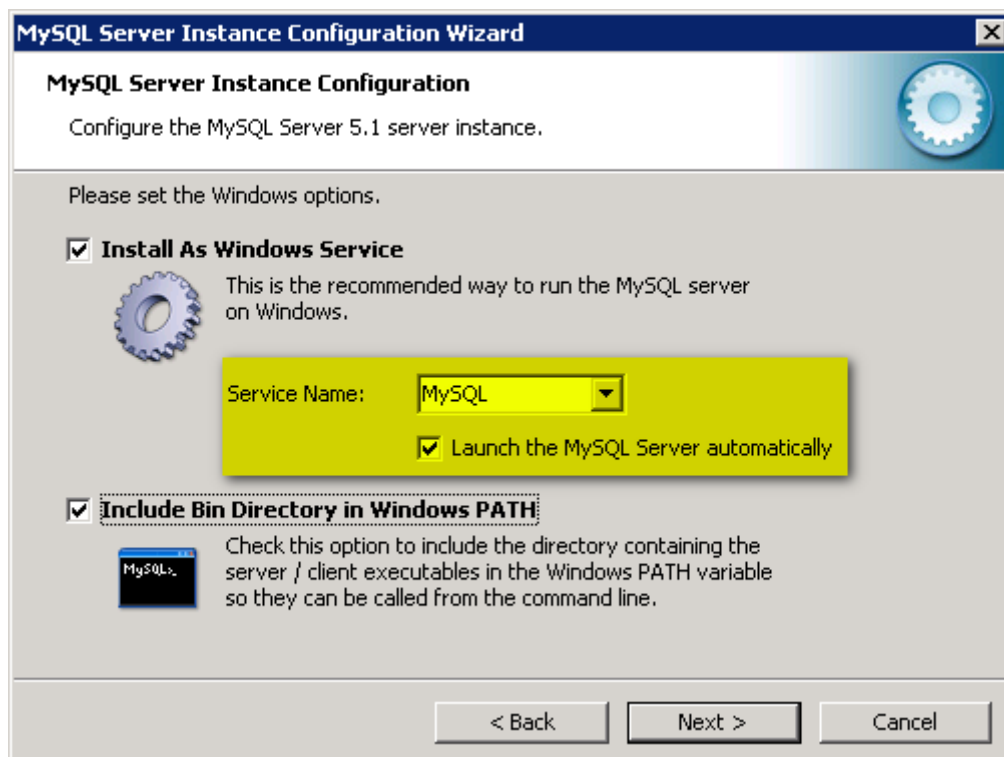 MySQL Server Instance Configuration Wizard
MySQL Server Instance Configuration
Configure the MySQL Server 5.1 server instance.
Please set the Windows options.
Install As Windows Service
This is the recommended way to run the MySQL server
on Windows.
Service Name: MySQL
Launch the MySQL Server automatically
Include Bin Directory in Windows PATH
MySQL>_
Check this option to include the directory containing the
server / client executables in the Windows PATH variable
so they can be called from the command line.
< Back Next > Cancel